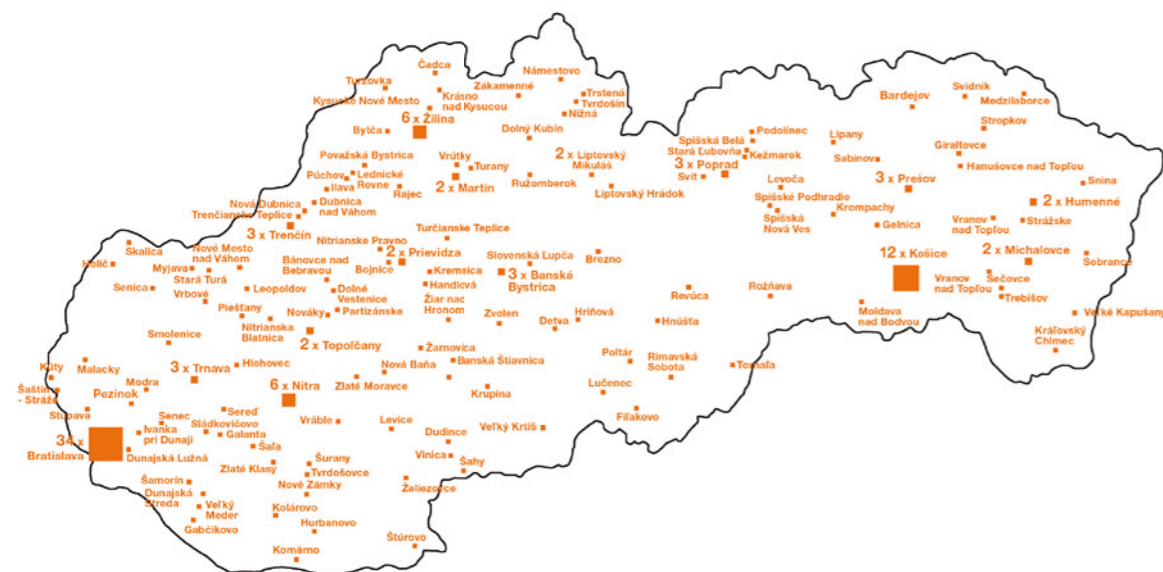 Čadca
Turzovka
Kysucké Nové Mesto
Krásno
nad Kysucou
Zákamenné
Námestovo
Trstená
Tvrdošín
Nižná
6 x Žilina
Bytča
Dolný Kubín
Považská Bystrica
Vrútky
Turany
2 x Martin
2 x Liptovský
Mikuláš
Púchov
Lednické
Rovne
Ilava
Rajec
Ružomberok
Liptovský Hrádok
Nová Dubnica
Dubnica
nad Váhom
Trenčianske Teplice
3 x Trenčín
Spišská Belá
Podolínec
Stará Ľubovňa
Kežmarok
3 x Poprad
Svit
Levoča
Spišské Podhradie
Spišská
Nová Ves
Lipany
Sabinov
Bardejov
Svidník
Medzilaborce
Stropkov
Giraltovce
Hanušovce nad Topľou
3 x Prešov
Snina
2 x Humenné
Krompachy
Gelnica
Vranov
nad Topľou
Strážske
2 x Michalovce
12 x Košice
Vranov
nad Topľou
Sečovce
Trebišov
Sobrance
Veľké Kapušany
Kráľovský
Chlmec
Moldava
nad Bodvou
Rožňava
Revúca
Brezno
Hnúšťa
Hriňová
Detva
Turčianske Teplice
Nitrianske Pravno
2 x Prievidza
Bojnice
Slovenská Ľupča
3 x Banská
Bystrica
Kremnica
Handlová
Žiar nad
Hronom
Zvolen
Skalica
Holíč
Nové Mesto
nad Váhom
Myjava
Stará Turá
Senica
Vrbové
Bánovce nad
Bebravou
Leopoldov
Dolné
Vestenice
Partizánske
Nováky
Piešťany
Nitrianska
Blatnica
2 x Topoľčany
Smolenice
Žarnovica
Banská Štiavnica
Nová Baňa
Zlaté Moravce
Krupina
Poltár
Rimavská
Sobota
Tornaľa
Lučenec
Fiľakovo
Kúty
Malacky
Šaštín
- Stráže
Modra
Pezinok
Stupava
3 x Trnava
Hlohovec
6 x Nitra
Senec
Sereď
Sládkovičovo
Ivanka
pri Dunaji
Galanta
34 x
Bratislava
Dunajská Lužná
Šaľa
Vráble
Levice
Dudince
Veľký Krtíš
Vinica
Šahy
Zlaté Klasy
Šurany
Tvrdošovce
Nové Zámky
Želiezovce
Šamorín
Dunajská
Streda
Veľký
Meder
Gabčíkovo
Kolárovo
Hurbanovo
Štúrovo
Komárno